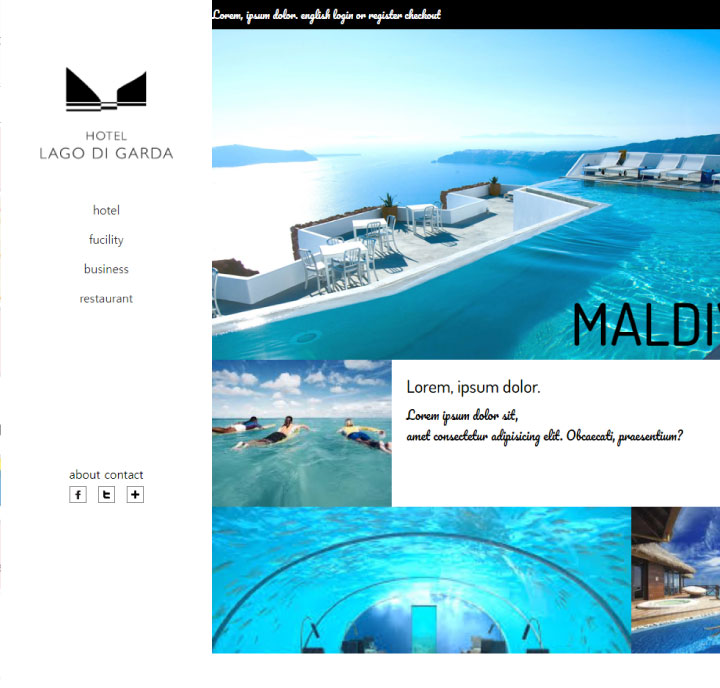 Lorem, ipsum dolor. english login or register checkout
HOTEL
LAGO DI GARDA
hotel
fucility
business
restaurant
about contact
MALDI
Lorem, ipsum dolor.
Lorem ipsum dolor sit,
amet consectetur adipisicing elit. Obcaecati, praesentium?